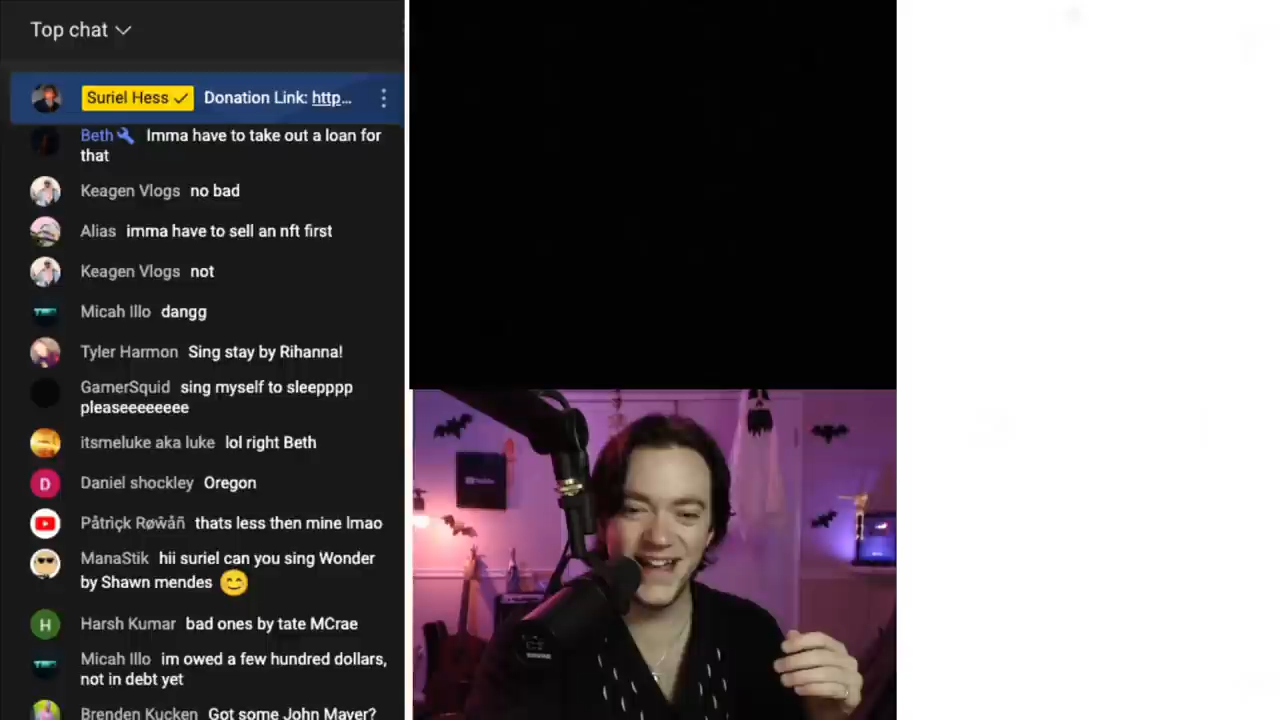 Top chat
Suriel Hess Donation Link: http...
Beth Imma have to take out a loan for
that
Keagen Vlogs no bad
Alias imma have to sell an nft first
Keagen Vlogs not
Micah Illo dangg
Tyler Harmon Sing stay by Rihanna!
GamerSquid sing myself to sleepppp
pleaseeeeeeee
itsmeluke aka luke lol right Beth
D
Daniel shockley Oregon
Påtrìçk Røŵåñ thats less then mine lmao
ManaStik hii suriel can you sing Wonder
by Shawn mendes 😊
H
Harsh Kumar bad ones by tate MCrae
Micah Illo im owed a few hundred dollars,
not in debt yet
Brenden Kucken Got some John Mayer?
YouTube
SHURE